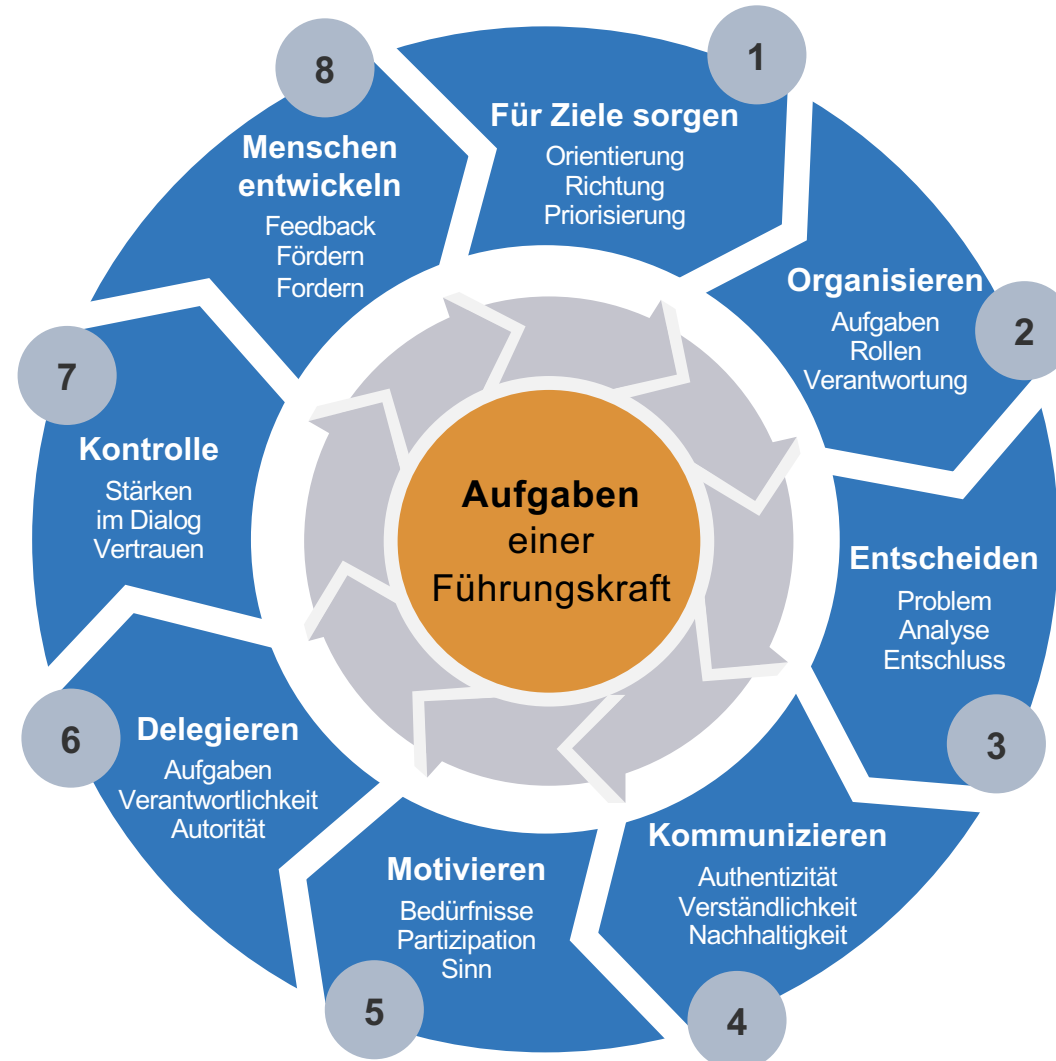 Aufgaben
einer
Führungskraft
1
Für Ziele sorgen
Orientierung
Richtung
Priorisierung
2
Organisieren
Aufgaben
Rollen
Verantwortung
3
Entscheiden
Problem
Analyse
Entschluss
4
Kommunizieren
Authentizität
Verständlichkeit
Nachhaltigkeit
5
Motivieren
Bedürfnisse
Partizipation
Sinn
6
Delegieren
Aufgaben
Verantwortlichkeit
Autorität
7
Kontrolle
Stärken
im Dialog
Vertrauen
8
Menschen
entwickeln
Feedback
Fördern
Fordern